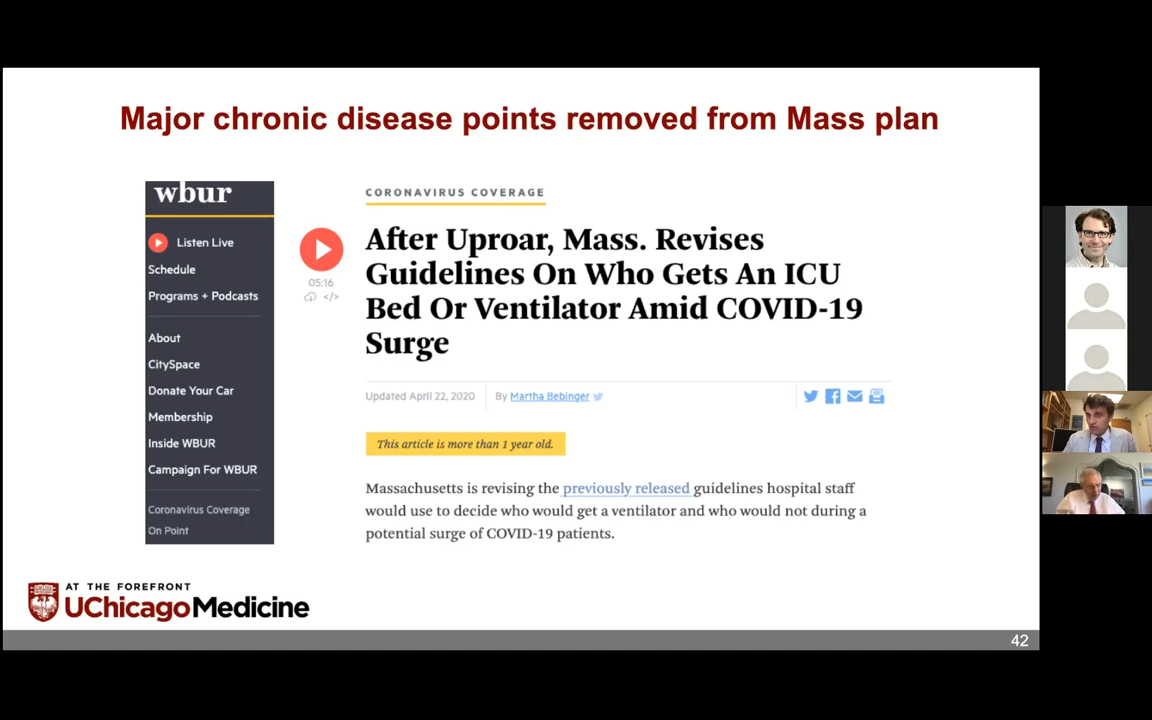 Major chronic disease points removed from Mass plan
wbur
Listen Live
Schedule
Programs + Podcasts
About
CitySpace
Donate Your Car
Membership
Inside WBUR
Campaign For WBUR
Coronavirus Coverage
On Point
05:16
</>
CORONAVIRUS COVERAGE
After Uproar, Mass. Revises
Guidelines On Who Gets An ICU
Bed Or Ventilator Amid COVID-19
Surge
Updated April 22, 2020
By Martha Bebinger
This article is more than 1 year old.
Massachusetts is revising the previously released guidelines hospital staff
would use to decide who would get a ventilator and who would not during a
potential surge of COVID-19 patients.
AT THE FOREFRONT
UChicagoMedicine
42